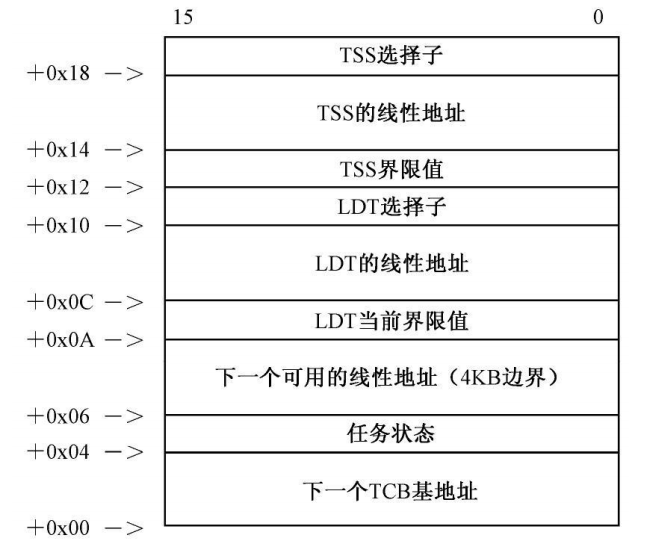 15 0
TSS选择子
+0x18 —>
TSS的线性地址
+0x14 —>
TSS界限值
+0x12 —>
LDT选择子
+0x10 —>
LDT的线性地址
+0x0C —>
LDT当前界限值
+0x0A —>
下一个可用的线性地址（4KB边界）
+0x06 —>
任务状态
+0x04 —>
下一个TCB基地址
+0x00 —>